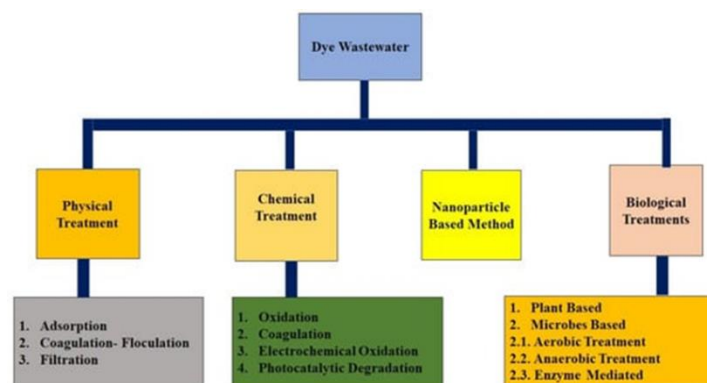 Dye Wastewater
Physical
Treatment
Chemical
Treatment
Nanoparticle
Based Method
Biological
Treatments
1. Adsorption
2. Coagulation- Floculation
3. Filtration
1. Oxidation
2. Coagulation
3. Electrochemical Oxidation
4. Photocatalytic Degradation
1. Plant Based
2. Microbes Based
2.1. Aerobic Treatment
2.2. Anaerobic Treatment
2.3. Enzyme Mediated